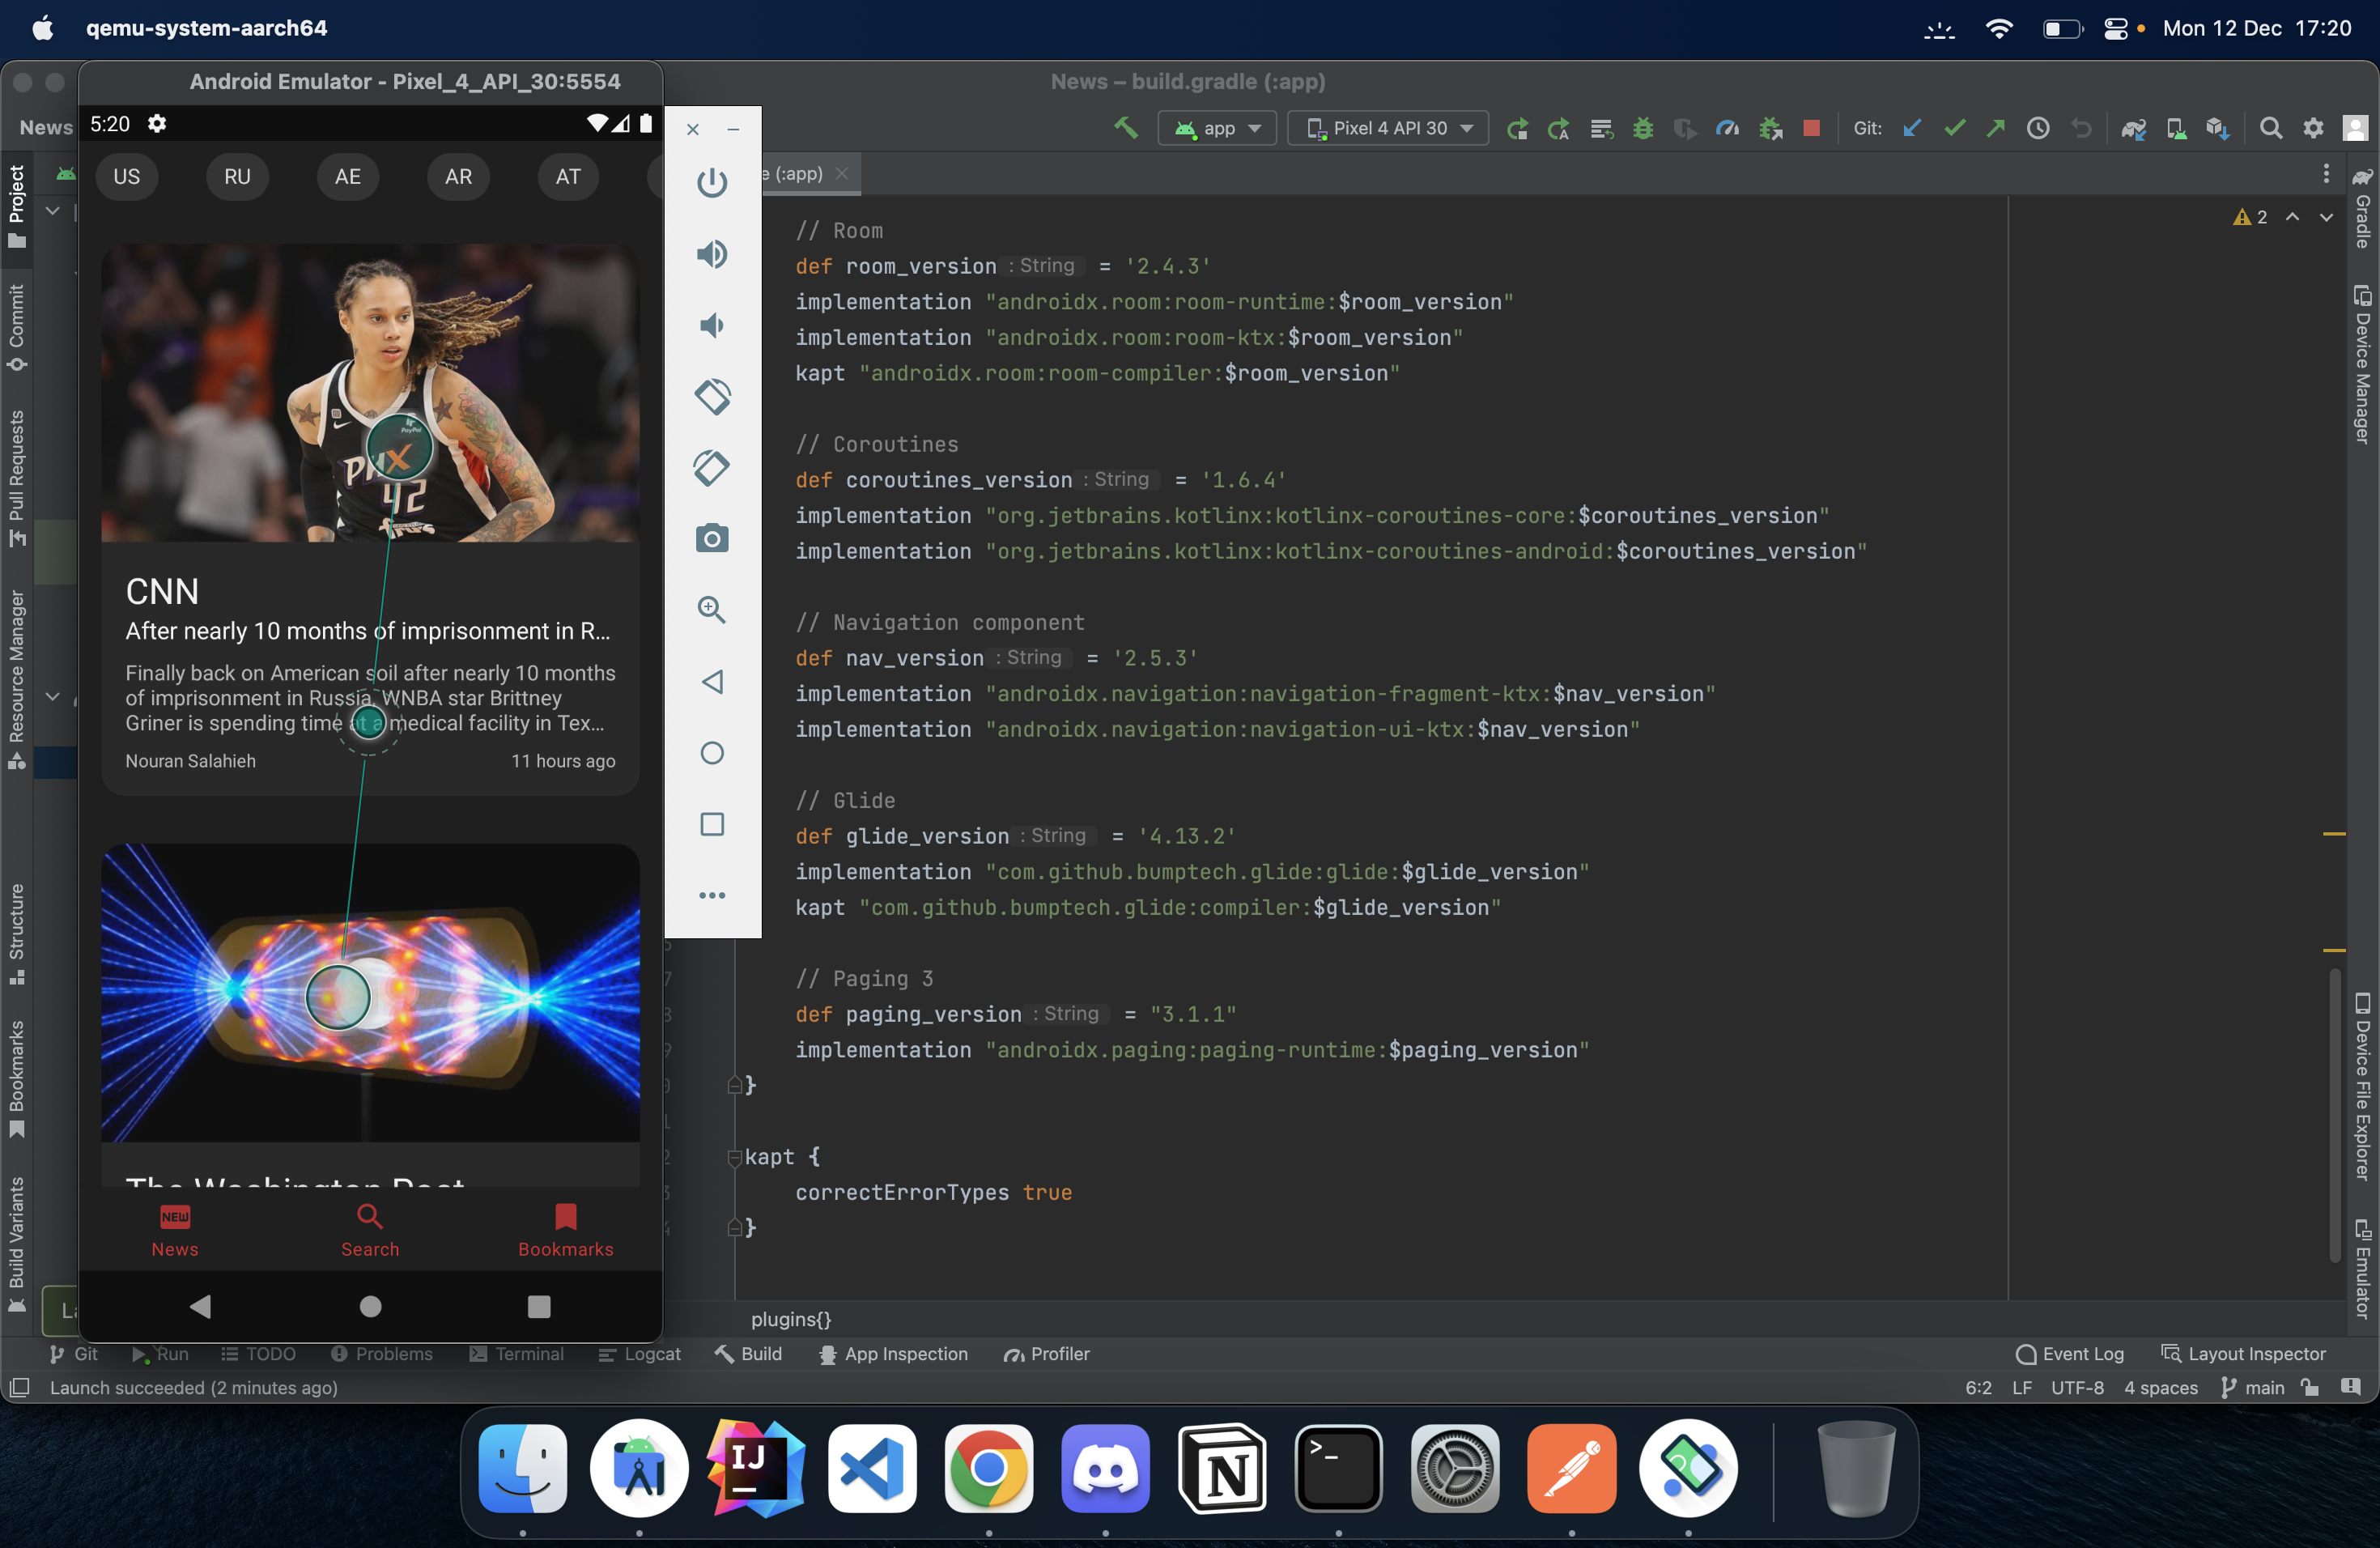 qemu-system-aarch64
Mon 12 Dec 17:20
Android Emulator - Pixel_4_API_30:5554
News – build.gradle (:app)
News
app
Pixel 4 API 30
Git:
5:20
US
RU
AE
AR
AT
e (:app)
2
Project
Commit
Pull Requests
Resource Manager
Structure
Bookmarks
Build Variants
PayPal
42
CNN
After nearly 10 months of imprisonment in R...
Finally back on American soil after nearly 10 months
of imprisonment in Russia, WNBA star Brittney
Griner is spending time at a medical facility in Tex...
Nouran Salahieh
11 hours ago
The Washington Post
NEW
News
Search
Bookmarks
// Room
def room_version : String = '2.4.3'
implementation "androidx.room:room-runtime:$room_version"
implementation "androidx.room:room-ktx:$room_version"
kapt "androidx.room:room-compiler:$room_version"
// Coroutines
def coroutines_version : String = '1.6.4'
implementation "org.jetbrains.kotlinx:kotlinx-coroutines-core:$coroutines_version"
implementation "org.jetbrains.kotlinx:kotlinx-coroutines-android:$coroutines_version"
// Navigation component
def nav_version : String = '2.5.3'
implementation "androidx.navigation:navigation-fragment-ktx:$nav_version"
implementation "androidx.navigation:navigation-ui-ktx:$nav_version"
// Glide
def glide_version : String = '4.13.2'
implementation "com.github.bumptech.glide:glide:$glide_version"
kapt "com.github.bumptech.glide:compiler:$glide_version"
// Paging 3
def paging_version : String = "3.1.1"
implementation "androidx.paging:paging-runtime:$paging_version"
}
kapt {
correctErrorTypes true
}
plugins{}
Gradle
Device Manager
Device File Explorer
Emulator
Git
Run
TODO
Problems
Terminal
Logcat
Build
App Inspection
Profiler
Event Log
Layout Inspector
Launch succeeded (2 minutes ago)
6:2
LF
UTF-8
4 spaces
main
IJ
N
>_